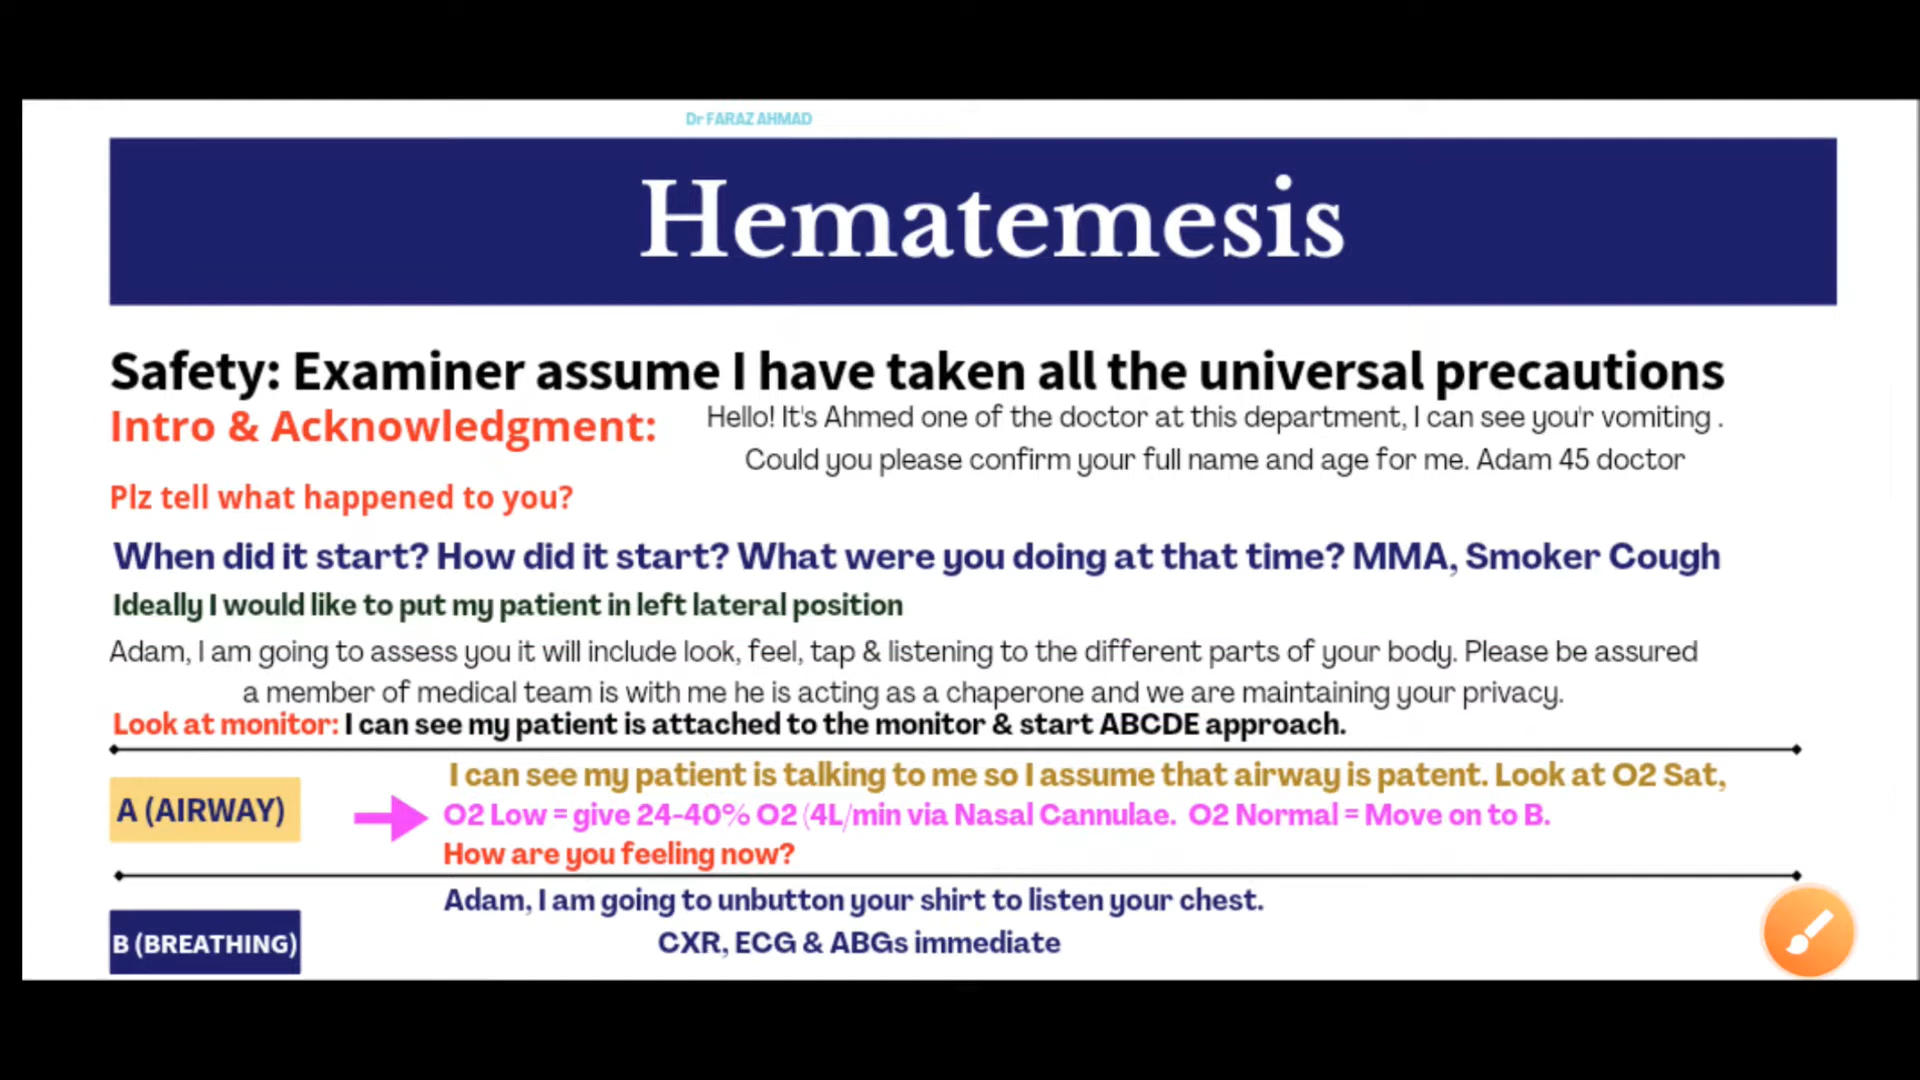 Dr FARAZ AHMAD
Hematemesis
Safety: Examiner assume I have taken all the universal precautions
Intro & Acknowledgment:
Hello! It's Ahmed one of the doctor at this department, I can see you'r vomiting .
Could you please confirm your full name and age for me. Adam 45 doctor
Plz tell what happened to you?
When did it start? How did it start? What were you doing at that time? MMA, Smoker Cough
Ideally I would like to put my patient in left lateral position
Adam, I am going to assess you it will include look, feel, tap & listening to the different parts of your body. Please be assured
a member of medical team is with me he is acting as a chaperone and we are maintaining your privacy.
Look at monitor: I can see my patient is attached to the monitor & start ABCDE approach.
I can see my patient is talking to me so I assume that airway is patent. Look at O2 Sat,
A (AIRWAY)
O2 Low = give 24-40% O2 (4L/min via Nasal Cannulae. O2 Normal = Move on to B.
How are you feeling now?
Adam, I am going to unbutton your shirt to listen your chest.
B (BREATHING)
CXR, ECG & ABGs immediate